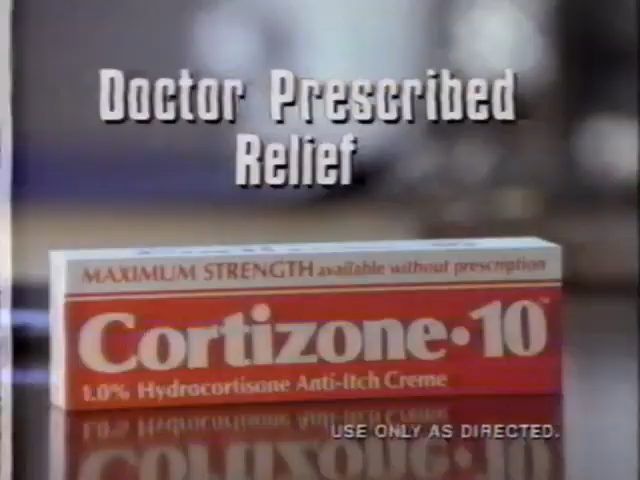 Doctor Prescribed
Relief
MAXIMUM STRENGTH available without prescription
Cortizone•10™
1.0% Hydrocortisone Anti-Itch Creme
USE ONLY AS DIRECTED.